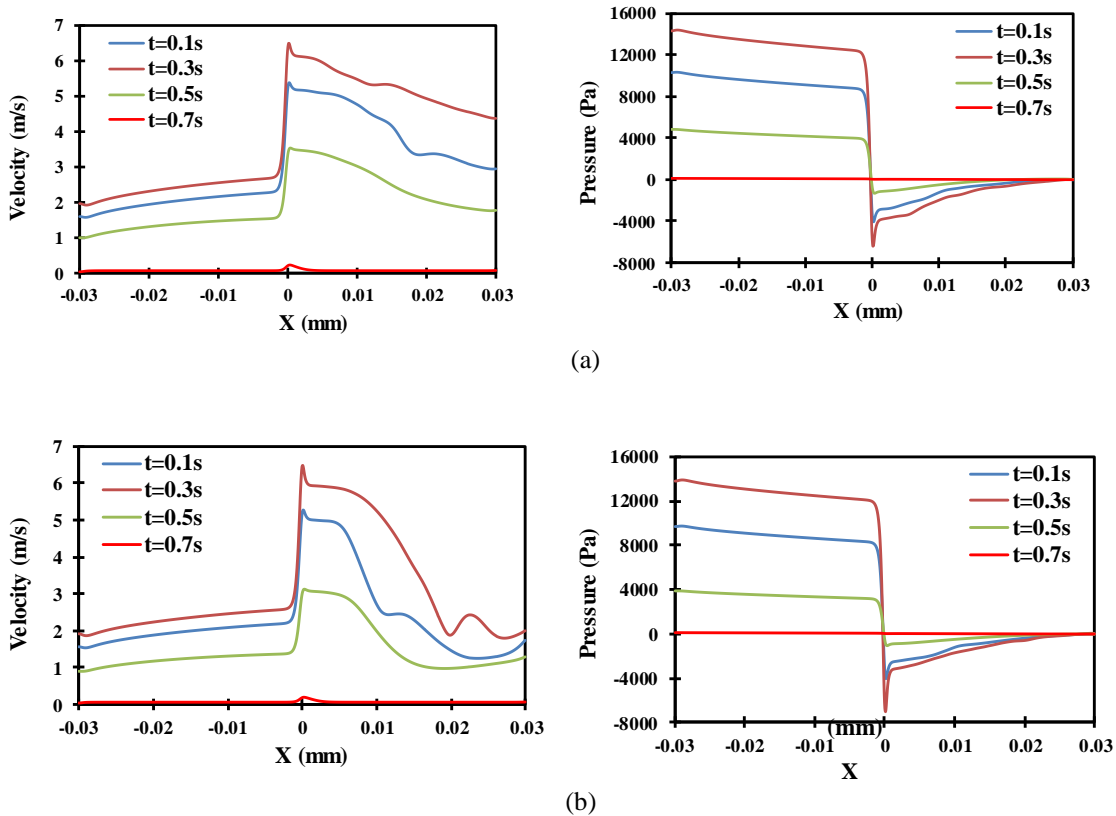 7
6
5
4
3
2
1
0
Velocity (m/s)
t=0.1s
t=0.3s
t=0.5s
t=0.7s
-0.03 -0.02 -0.01 0 0.01 0.02 0.03
X (mm)
16000
12000
8000
4000
0
-4000
-8000
Pressure (Pa)
t=0.1s
t=0.3s
t=0.5s
t=0.7s
-0.03 -0.02 -0.01 0 0.01 0.02 0.03
X (mm)
(a)
7
6
5
4
3
2
1
0
Velocity (m/s)
t=0.1s
t=0.3s
t=0.5s
t=0.7s
-0.03 -0.02 -0.01 0 0.01 0.02 0.03
X (mm)
16000
12000
8000
4000
0
-4000
-8000
Pressure (Pa)
t=0.1s
t=0.3s
t=0.5s
t=0.7s
(mm)
-0.03 -0.02 -0.01 0 0.01 0.02 0.03
X
(b)